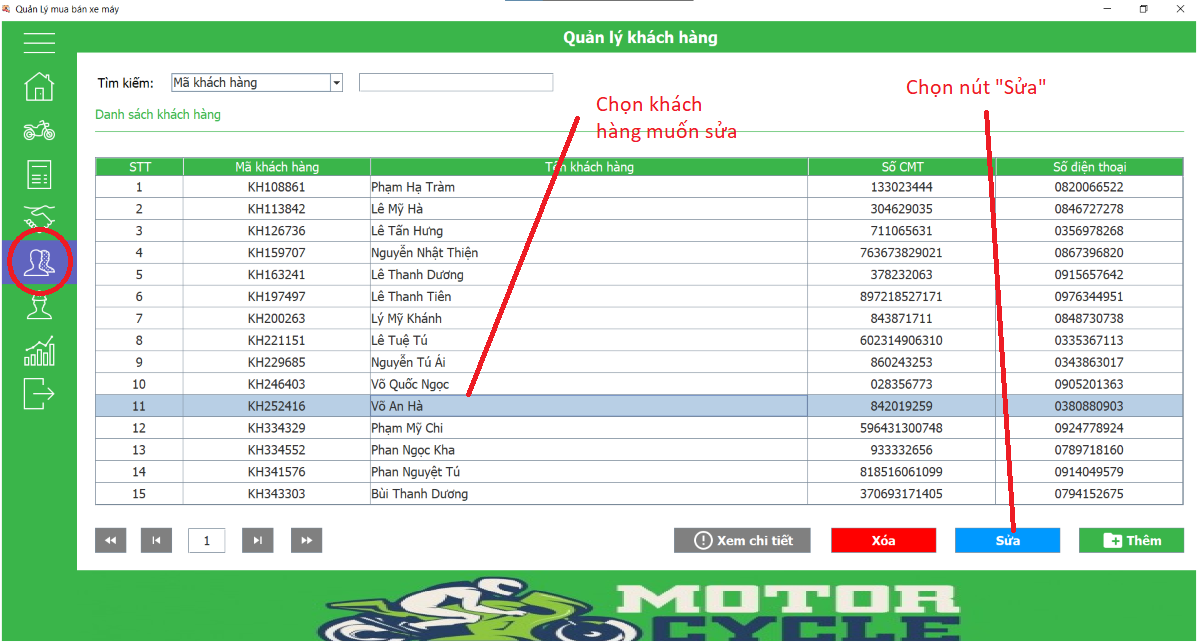 Quản lý mua bán xe máy
Quản lý khách hàng
Tìm kiếm: Mã khách hàng
Chọn nút "Sửa"
Chọn khách
hàng muốn sửa
Danh sách khách hàng
STT Mã khách hàng Tên khách hàng Số CMT Số điện thoại
1 KH108861 Phạm Hạ Tràm 133023444 0820066522
2 KH113842 Lê Mỹ Hà 304629035 0846727278
3 KH126736 Lê Tấn Hưng 711065631 0356978268
4 KH159707 Nguyễn Nhật Thiện 763673829021 0867396820
5 KH163241 Lê Thanh Dương 378232063 0915657642
6 KH197497 Lê Thanh Tiên 897218527171 0976344951
7 KH200263 Lý Mỹ Khánh 843871711 0848730738
8 KH221151 Lê Tuệ Tú 602314906310 0335367113
9 KH229685 Nguyễn Tú Ái 860243253 0343863017
10 KH246403 Võ Quốc Ngọc 028356773 0905201363
11 KH252416 Võ An Hà 842019259 0380880903
12 KH334329 Phạm Mỹ Chi 596431300748 0924778924
13 KH334552 Phan Ngọc Kha 933332656 0789718160
14 KH341576 Phan Nguyệt Tú 818516061099 0914049579
15 KH343303 Bùi Thanh Dương 370693171405 0794152675
1 Xem chi tiết Xóa Sửa Thêm
MOTOR
CYCLE